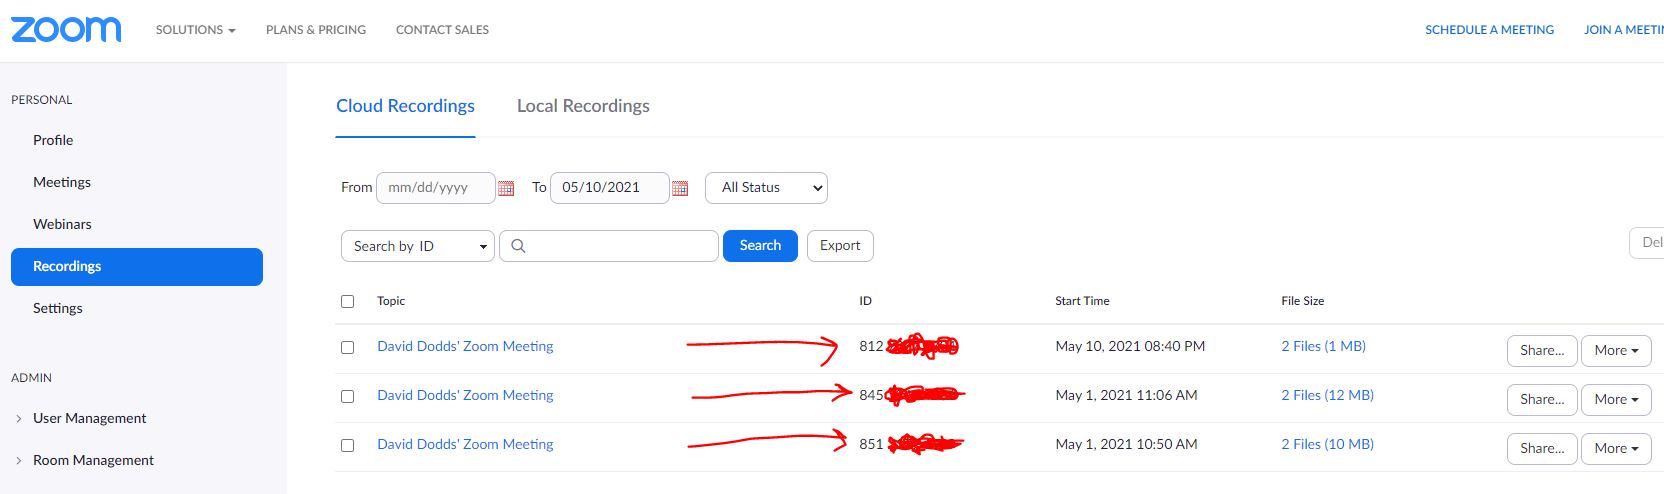 zoom SOLUTIONS PLANS & PRICING CONTACT SALES SCHEDULE A MEETING JOIN A
PERSONAL
Profile
Meetings
Webinars
Recordings
Settings
ADMIN
User Management
Room Management
Cloud Recordings Local Recordings
From mm/dd/yyyy To 05/10/2021 All Status
Search by ID Search Export
Topic ID Start Time File Size
David Dodds' Zoom Meeting 812 May 10, 2021 08:40 PM 2 Files (1 MB) Share... More
David Dodds' Zoom Meeting 845 May 1, 2021 11:06 AM 2 Files (12 MB) Share... More
David Dodds' Zoom Meeting 851 May 1, 2021 10:50 AM 2 Files (10 MB) Share... More